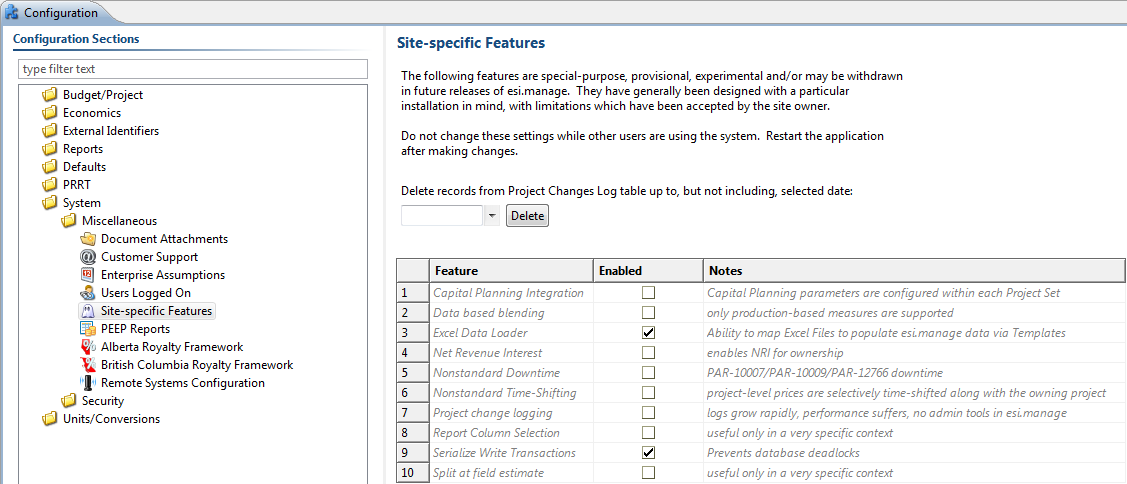 Configuration
Configuration Sections
type filter text
Budget/Project
Economics
External Identifiers
Reports
Defaults
PRRT
System
Miscellaneous
Document Attachments
Customer Support
Enterprise Assumptions
Users Logged On
Site-specific Features
PEEP Reports
Alberta Royalty Framework
British Columbia Royalty Framework
Remote Systems Configuration
Security
Units/Conversions
Site-specific Features
The following features are special-purpose, provisional, experimental and/or may be withdrawn
in future releases of esi.manage. They have generally been designed with a particular
installation in mind, with limitations which have been accepted by the site owner.
Do not change these settings while other users are using the system. Restart the application
after making changes.
Delete records from Project Changes Log table up to, but not including, selected date:
Delete
Feature Enabled Notes
1 Capital Planning Integration Capital Planning parameters are configured within each Project Set
2 Data based blending only production-based measures are supported
3 Excel Data Loader Ability to map Excel Files to populate esi.manage data via Templates
4 Net Revenue Interest enables NRI for ownership
5 Nonstandard Downtime PAR-10007/PAR-10009/PAR-12766 downtime
6 Nonstandard Time-Shifting project-level prices are selectively time-shifted along with the owning project
7 Project change logging logs grow rapidly, performance suffers, no admin tools in esi.manage
8 Report Column Selection useful only in a very specific context
9 Serialize Write Transactions Prevents database deadlocks
10 Split at field estimate useful only in a very specific context